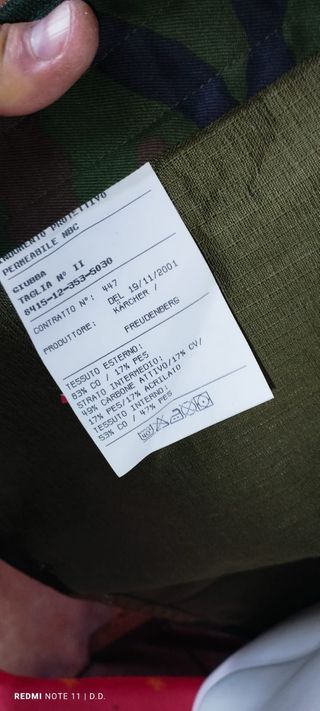 PERMEABILE NBC
GIUBBA
TAGLIA N° II
8415-12-353-5030
CONTRATTO N°: 447
DEL 19/11/2001
PRODUTTORE: KÄRCHER /
FREUDENBERG
TESSUTO ESTERNO:
83% CO / 17% PES
STRATO INTERMEDIO:
49% CARBONE ATTIVO/17% CV/
17% PES/17% ACRILATO
TESSUTO INTERNO:
53% CO / 47% PES
40°
REDMI NOTE 11 | D.D.